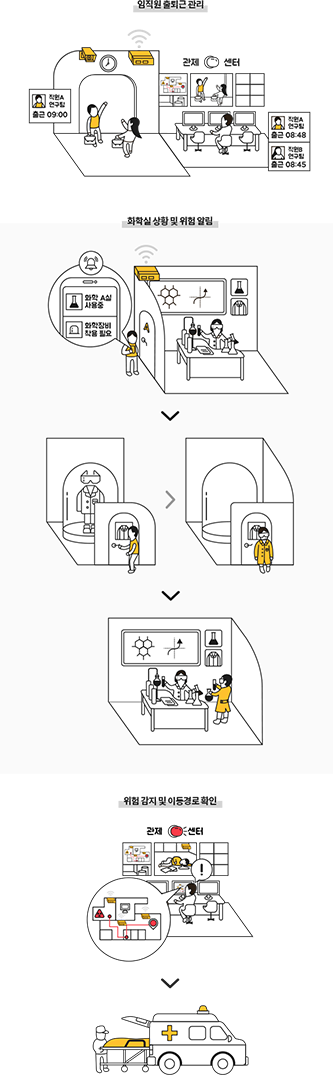 임직원 출퇴근 관리
관제 센터
직원A
연구팀
출근 09:00
직원A
연구팀
출근 08:48
직원B
연구팀
출근 08:45
화학실 상황 및 위험 알림
화학 A실
사용중
화학장비
착용 필요
A
위험 감지 및 이동경로 확인
관제 센터
!